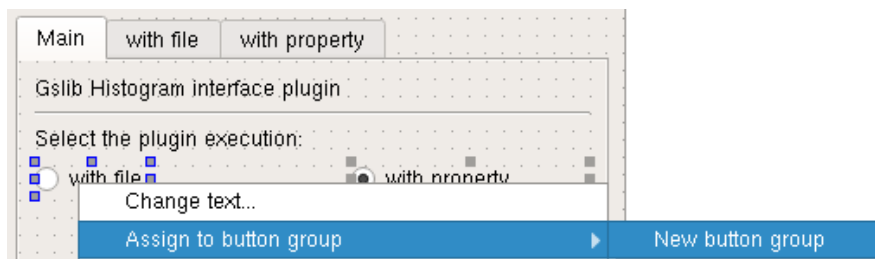 Main with file with property
Gslib Histogram interface plugin
Select the plugin execution:
with file with property
Change text...
Assign to button group New button group